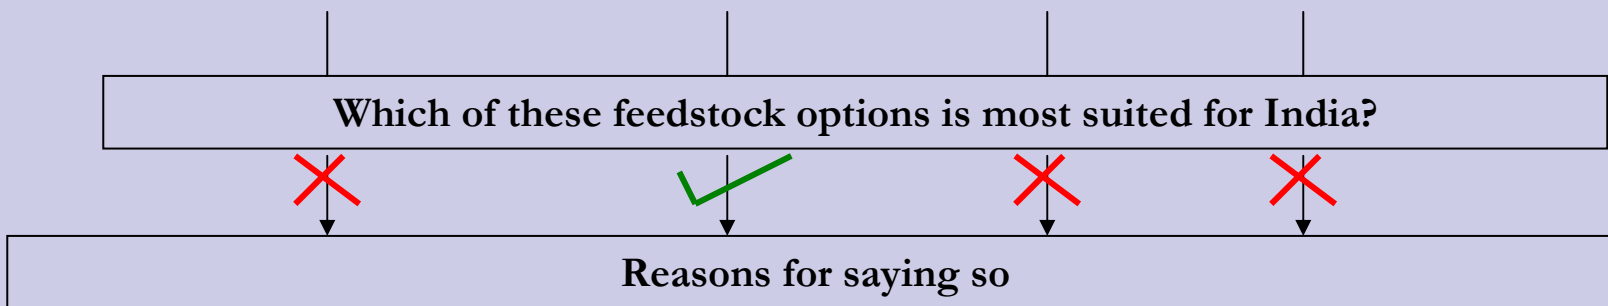 Which of these feedstock options is most suited for India?
Reasons for saying so